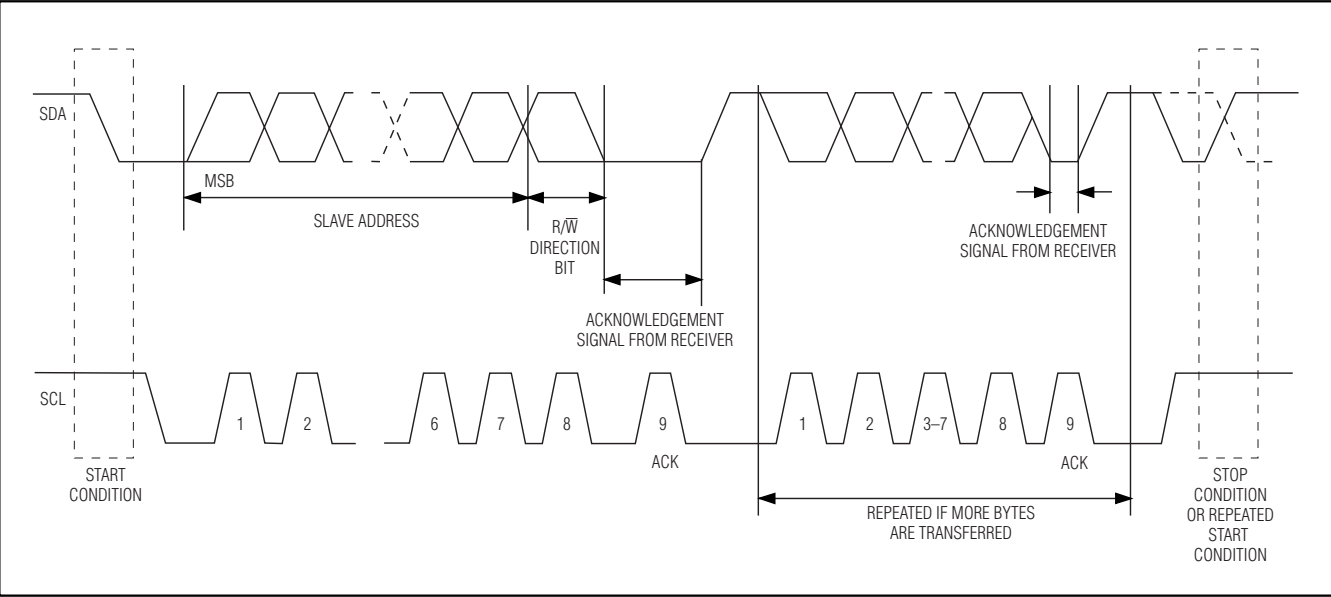 SDA
MSB
SLAVE ADDRESS
R/W̅
DIRECTION
BIT
ACKNOWLEDGEMENT
SIGNAL FROM RECEIVER
ACKNOWLEDGEMENT
SIGNAL FROM RECEIVER
SCL
1
2
6
7
8
9
1
2
3–7
8
9
ACK
ACK
START
CONDITION
REPEATED IF MORE BYTES
ARE TRANSFERRED
STOP
CONDITION
OR REPEATED
START
CONDITION